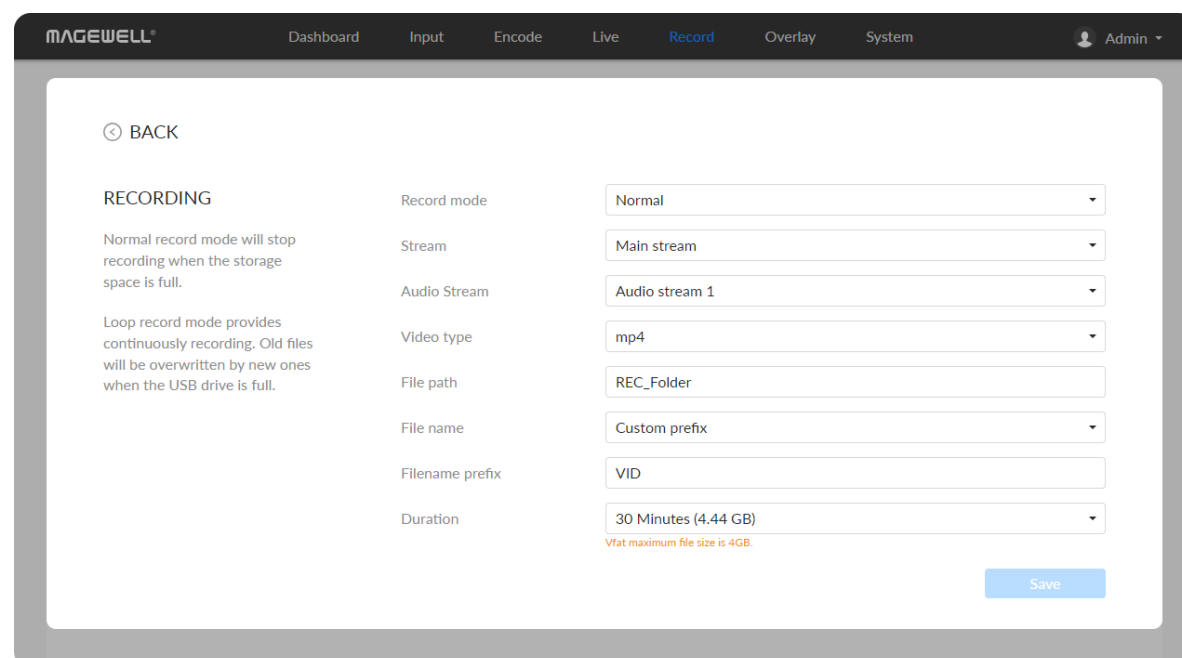 MAGEWELL®
Dashboard Input Encode Live Record Overlay System Admin
BACK
RECORDING
Normal record mode will stop
recording when the storage
space is full.
Loop record mode provides
continuously recording. Old files
will be overwritten by new ones
when the USB drive is full.
Record mode Normal
Stream Main stream
Audio Stream Audio stream 1
Video type mp4
File path REC_Folder
File name Custom prefix
Filename prefix VID
Duration 30 Minutes (4.44 GB)
Vfat maximum file size is 4GB.
Save